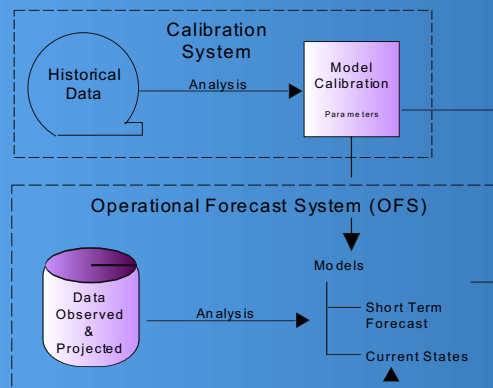 Calibration
System
Historical
Data
Analysis
Model
Calibration
Parameters
Operational Forecast System (OFS)
Data
Observed
&
Projected
Analysis
Models
Short Term
Forecast
Current States